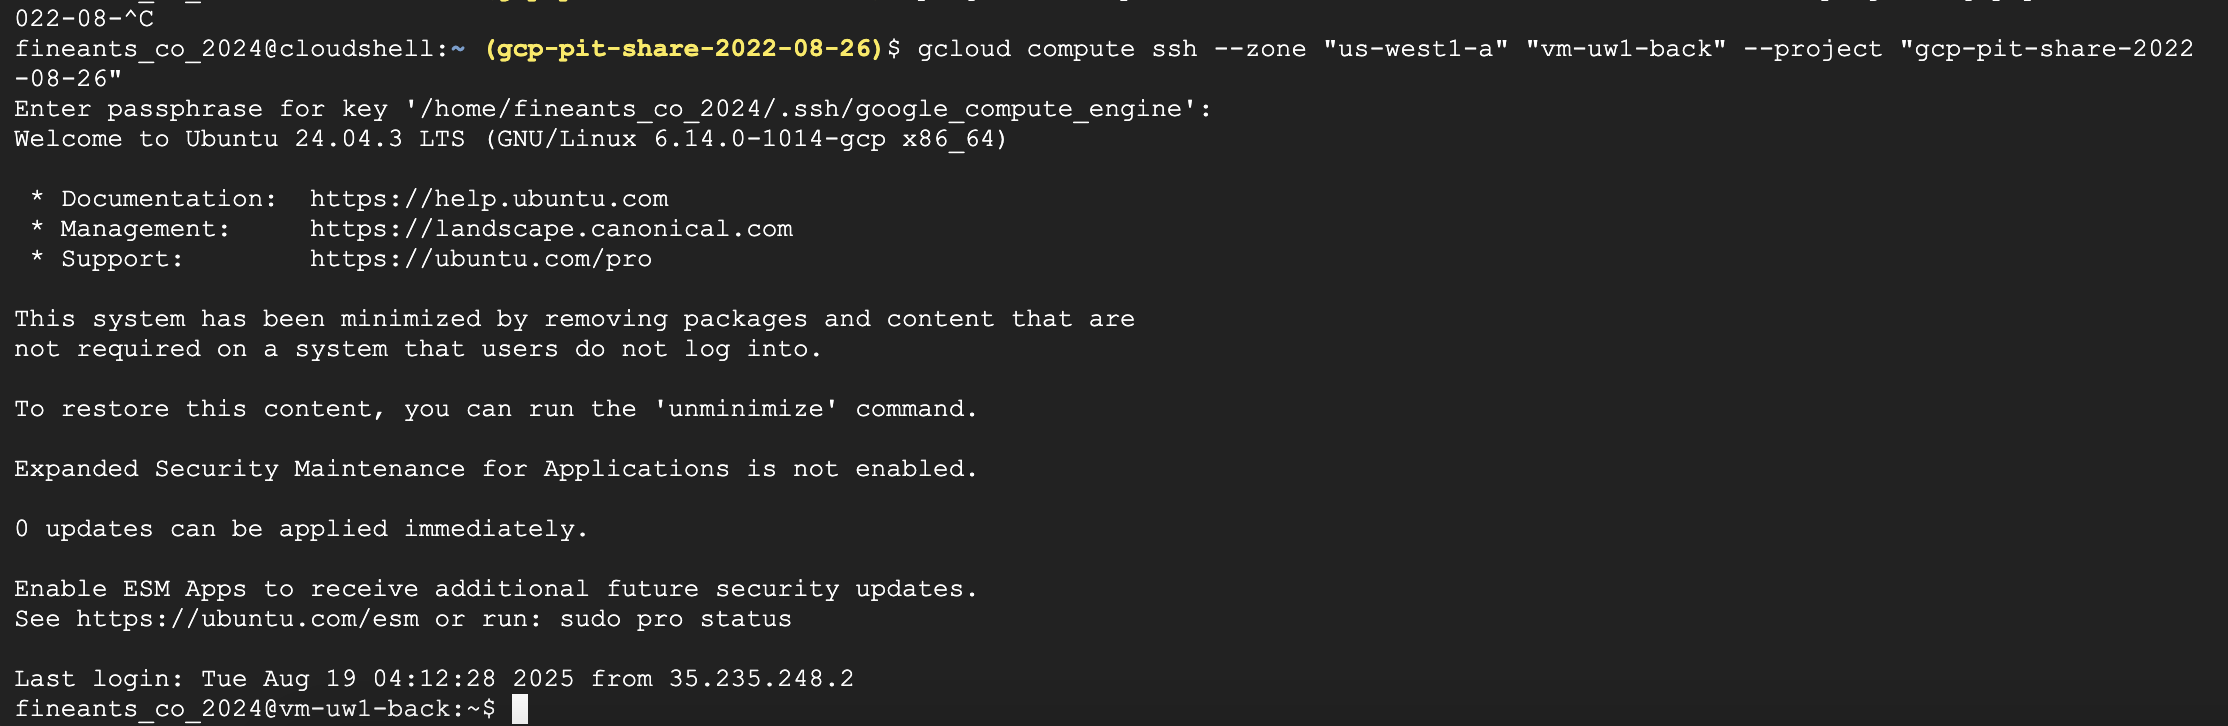 022-08-^C
fineants_co_2024@cloudshell:~ (gcp-pit-share-2022-08-26)$ gcloud compute ssh --zone "us-west1-a" "vm-uw1-back" --project "gcp-pit-share-2022
-08-26"
Enter passphrase for key '/home/fineants_co_2024/.ssh/google_compute_engine':
Welcome to Ubuntu 24.04.3 LTS (GNU/Linux 6.14.0-1014-gcp x86_64)

 * Documentation:  https://help.ubuntu.com
 * Management:     https://landscape.canonical.com
 * Support:        https://ubuntu.com/pro

This system has been minimized by removing packages and content that are
not required on a system that users do not log into.

To restore this content, you can run the 'unminimize' command.

Expanded Security Maintenance for Applications is not enabled.

0 updates can be applied immediately.

Enable ESM Apps to receive additional future security updates.
See https://ubuntu.com/esm or run: sudo pro status

Last login: Tue Aug 19 04:12:28 2025 from 35.235.248.2
fineants_co_2024@vm-uw1-back:~$